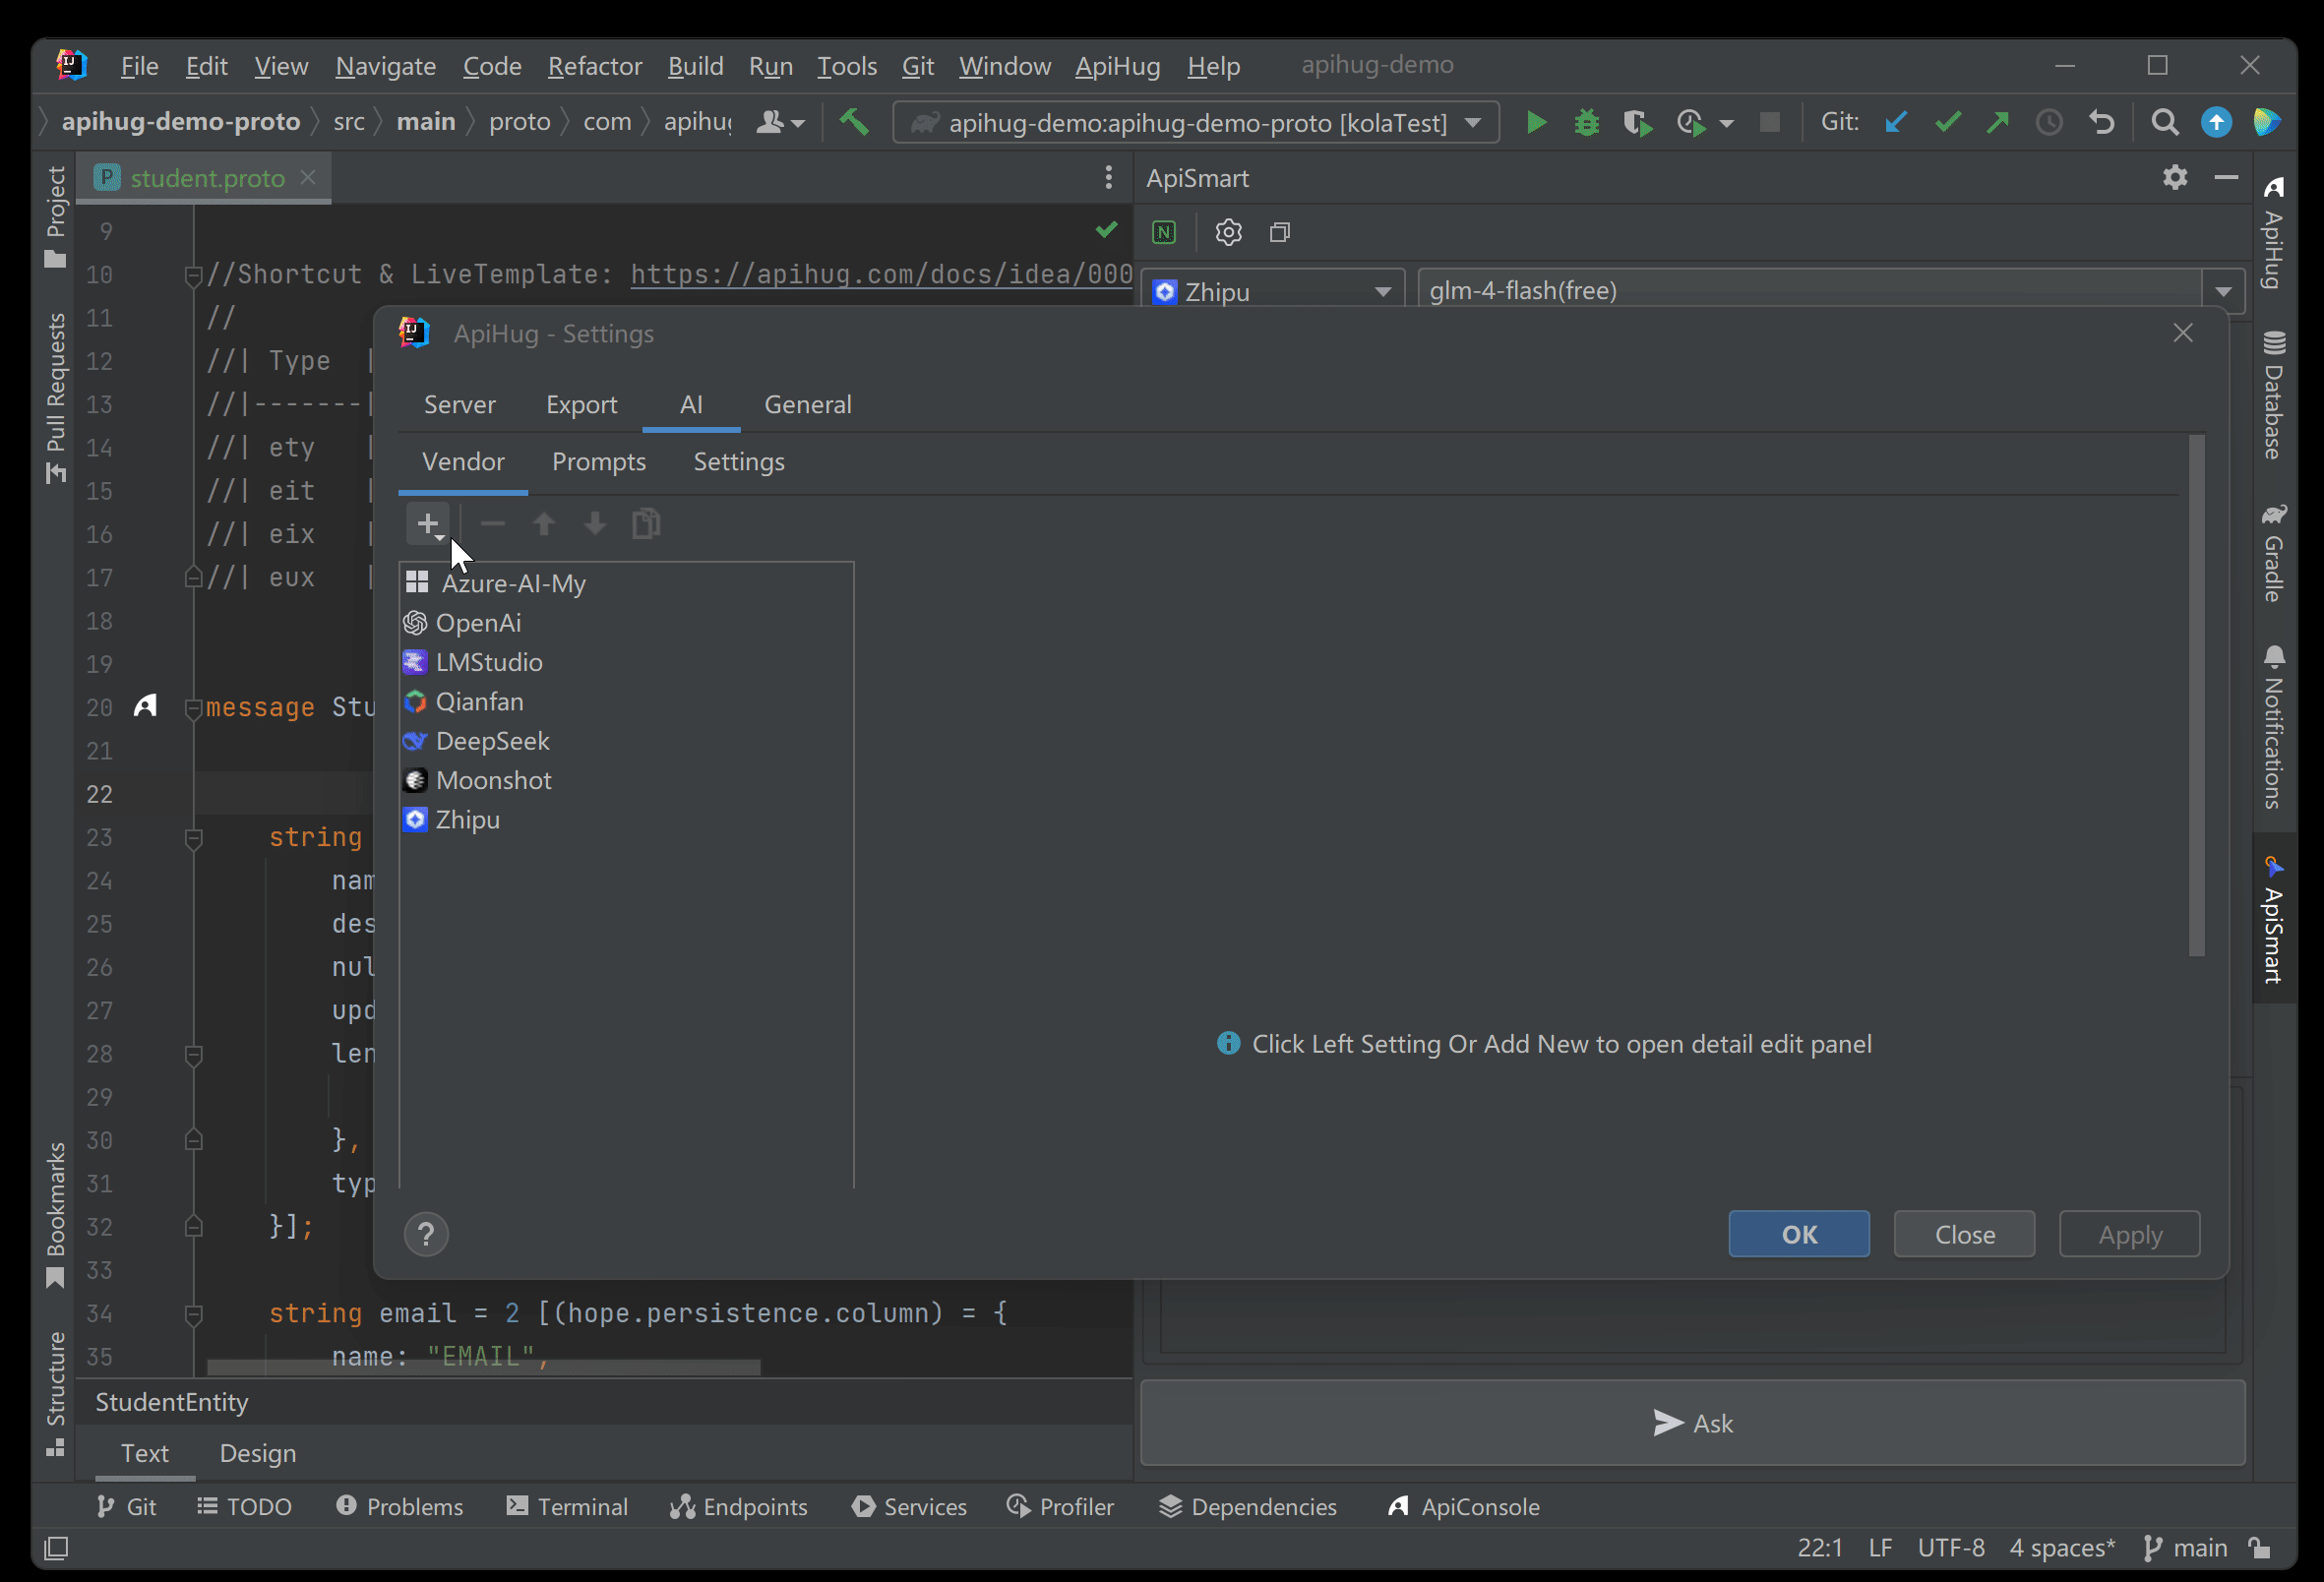 File Edit View Navigate Code Refactor Build Run Tools Git Window ApiHug Help apihug-demo
apihug-demo-proto src main proto com apihug apihug-demo:apihug-demo-proto [kolaTest] Git:
Project
Pull Requests
Bookmarks
Structure
student.proto
9
10 //Shortcut & LiveTemplate: https://apihug.com/docs/idea/000
11 //
12 //| Type |
13 //|-------|
14 //| ety |
15 //| eit |
16 //| eix |
17 //| eux |
18
19
20 message Stu
21
22
23 string
24 nam
25 des
26 nul
27 upd
28 len
29
30 },
31 typ
32 }];
33
34 string email = 2 [(hope.persistence.column) = {
35 name: "EMAIL",
StudentEntity
Text Design
ApiSmart
N
Zhipu glm-4-flash(free)
ApiHug - Settings
Server Export AI General
Vendor Prompts Settings
Azure-AI-My
OpenAi
LMStudio
Qianfan
DeepSeek
Moonshot
Zhipu
Click Left Setting Or Add New to open detail edit panel
? OK Close Apply
Ask
ApiHug
Database
Gradle
Notifications
ApiSmart
Git TODO Problems Terminal Endpoints Services Profiler Dependencies ApiConsole
22:1 LF UTF-8 4 spaces* main